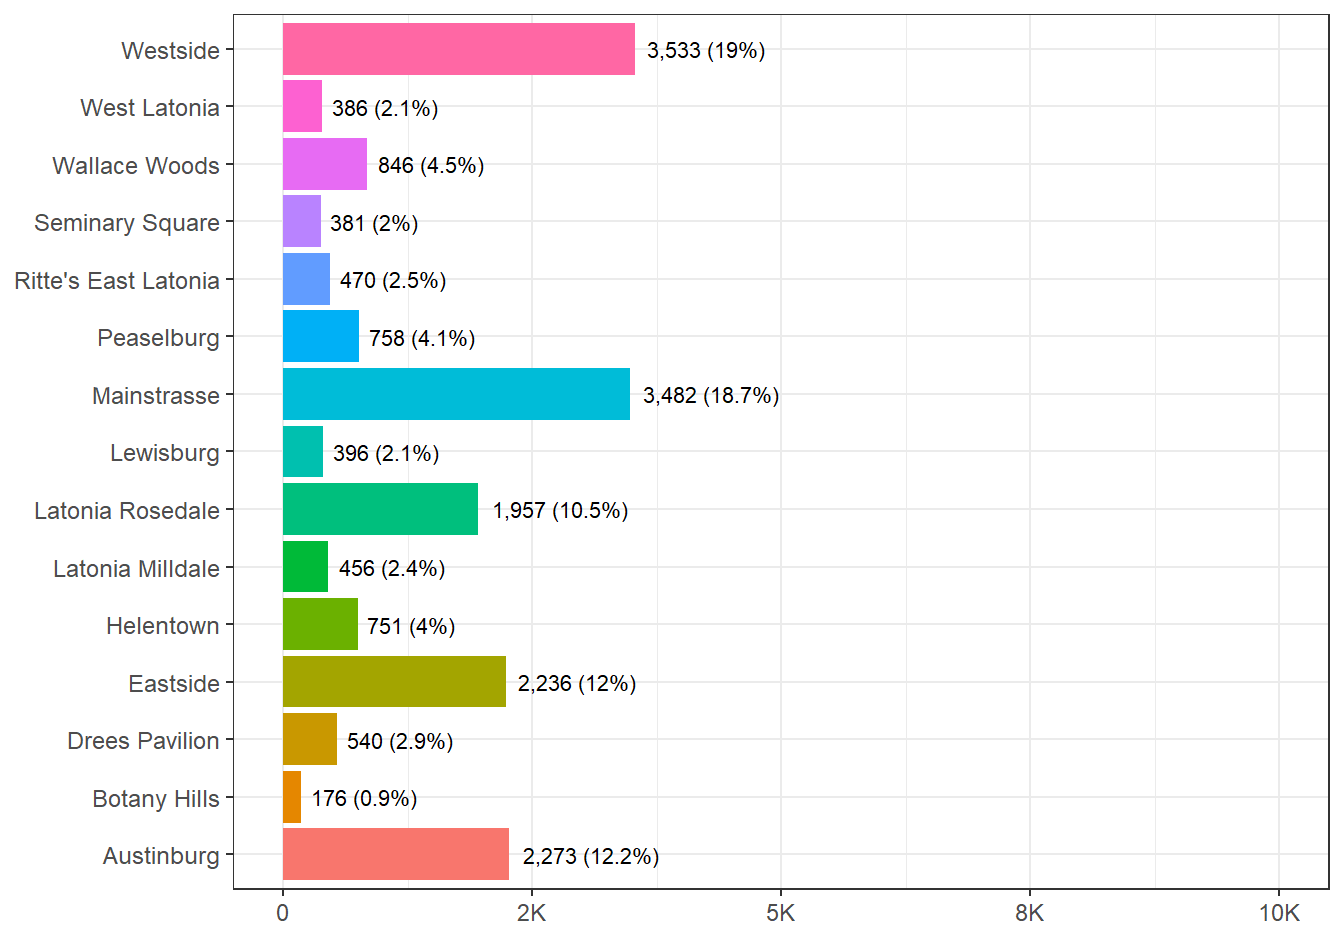 Westside 3,533 (19%)
West Latonia 386 (2.1%)
Wallace Woods 846 (4.5%)
Seminary Square 381 (2%)
Ritte's East Latonia 470 (2.5%)
Peaselburg 758 (4.1%)
Mainstrasse 3,482 (18.7%)
Lewisburg 396 (2.1%)
Latonia Rosedale 1,957 (10.5%)
Latonia Milldale 456 (2.4%)
Helentown 751 (4%)
Eastside 2,236 (12%)
Drees Pavilion 540 (2.9%)
Botany Hills 176 (0.9%)
Austinburg 2,273 (12.2%)
0 2K 5K 8K 10K